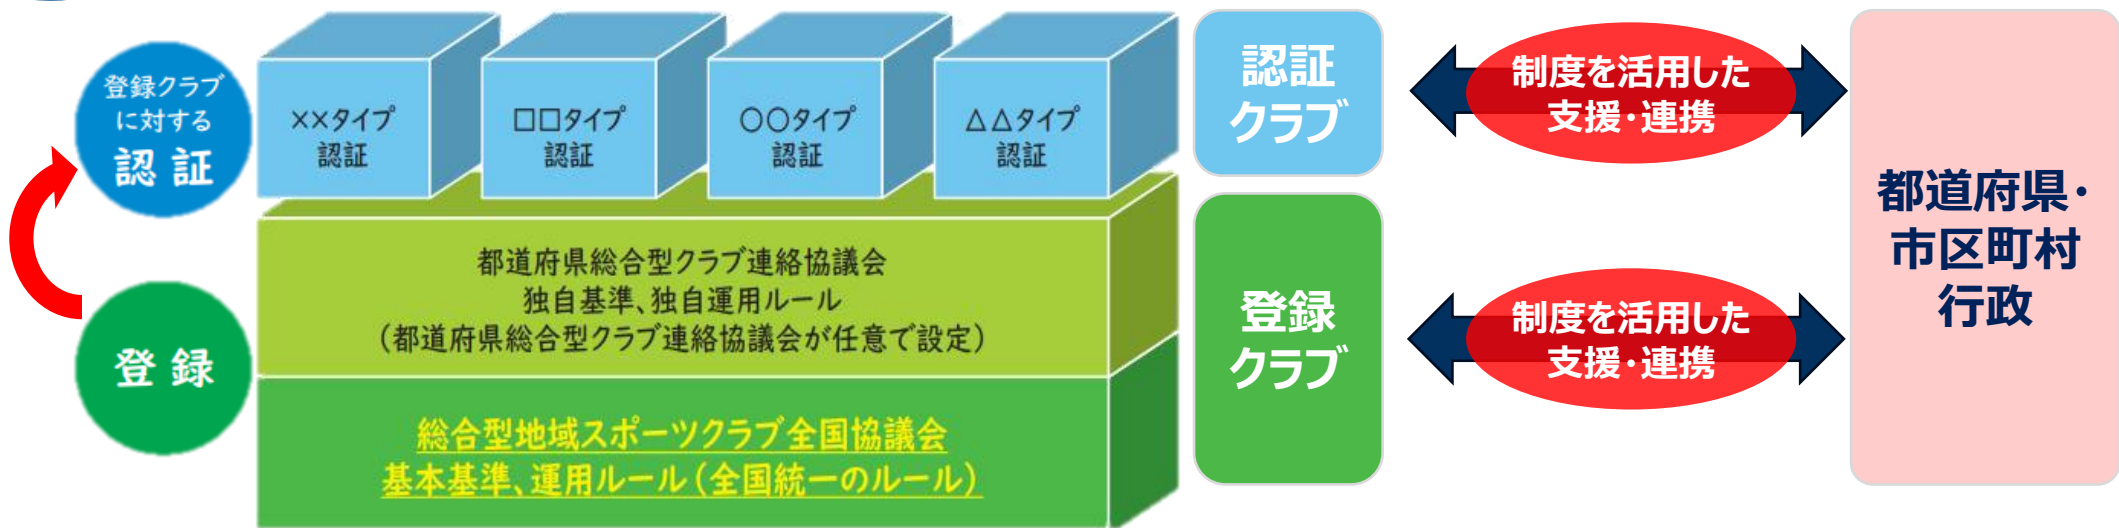 登録クラブ
に対する
認 証
××タイプ
認証
□□タイプ
認証
○○タイプ
認証
△△タイプ
認証
認証
クラブ
制度を活用した
支援・連携
都道府県・
市区町村
行政
登 録
都道府県総合型クラブ連絡協議会
独自基準、独自運用ルール
（都道府県総合型クラブ連絡協議会が任意で設定）
総合型地域スポーツクラブ全国協議会
基本基準、運用ルール（全国統一のルール）
登録
クラブ
制度を活用した
支援・連携